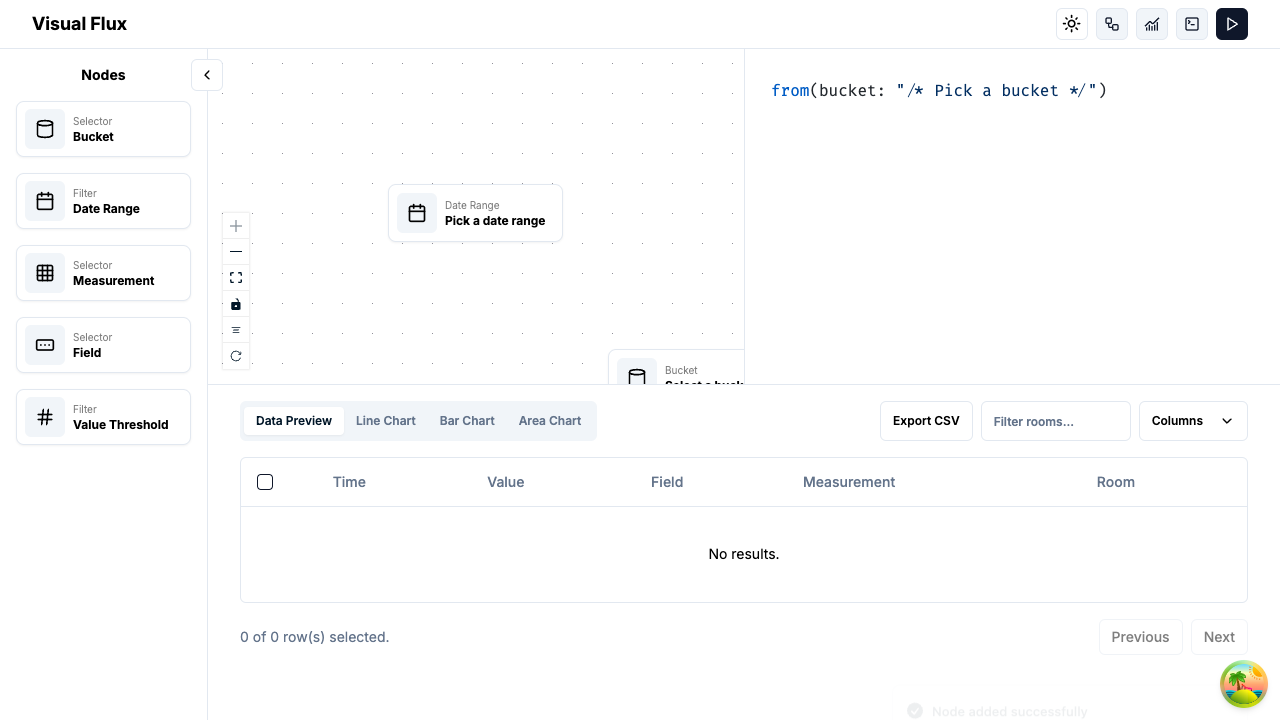 Visual Flux
Nodes
Selector
Bucket
Filter
Date Range
Selector
Measurement
Selector
Field
Filter
Value Threshold
Date Range
Pick a date range
Bucket
from(bucket: "/* Pick a bucket */")
Data Preview
Line Chart
Bar Chart
Area Chart
Export CSV
Filter rooms...
Columns
Time Value Field Measurement Room
No results.
0 of 0 row(s) selected.
Previous
Next
Node added successfully